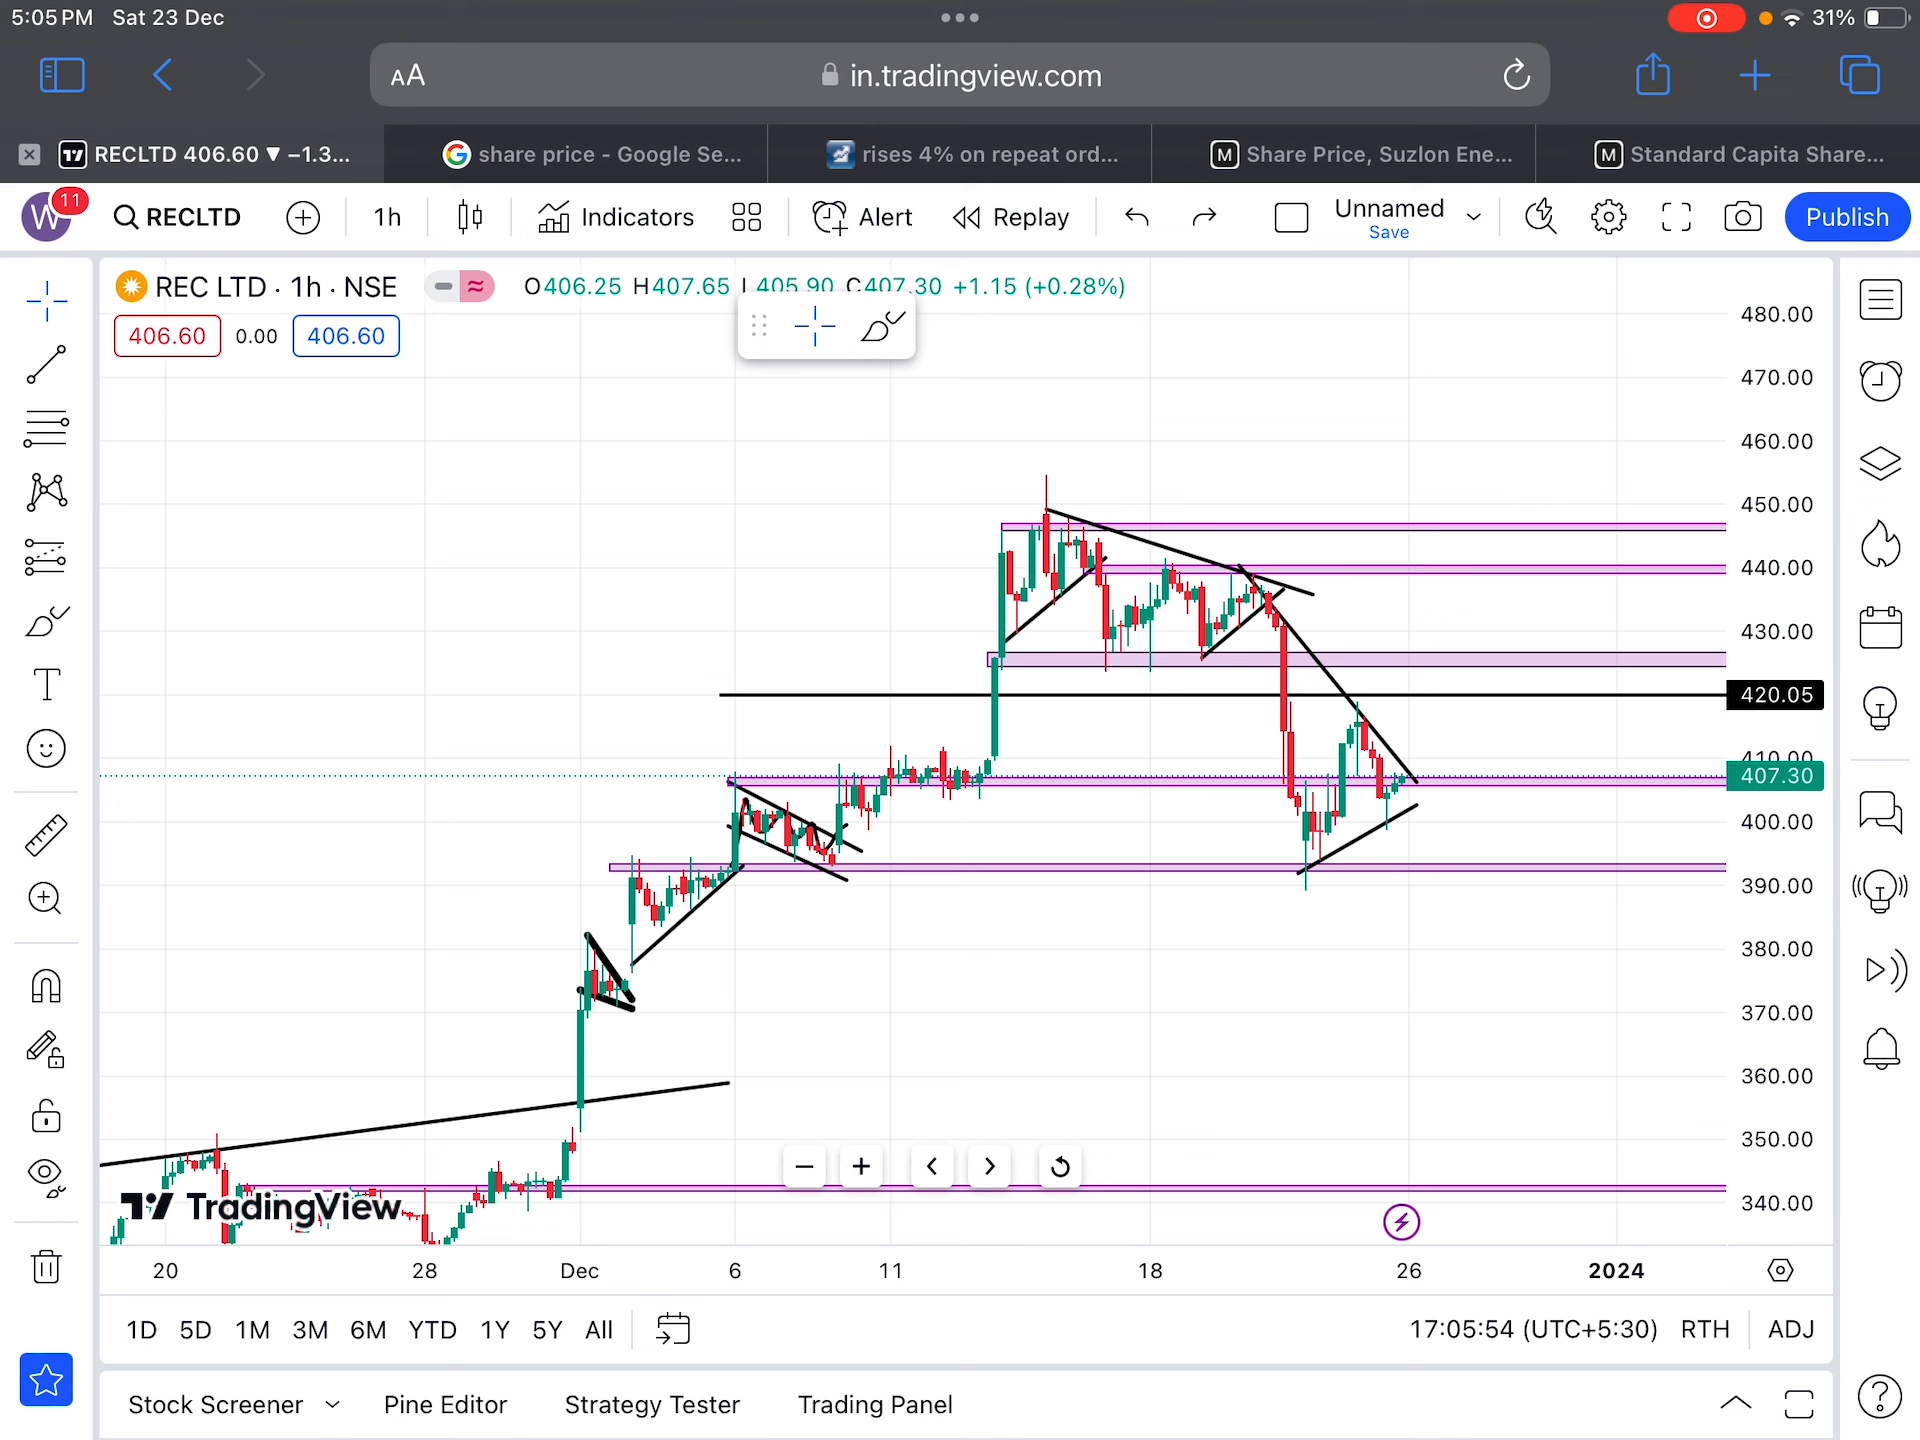 5:05 PM Sat 23 Dec
31%
AA
in.tradingview.com
RECLTD 406.60 ▼ −1.3...
share price - Google Se...
rises 4% on repeat ord...
Share Price, Suzlon Ene...
Standard Capita Share...
W
11
RECLTD
1h
Indicators
Alert
Replay
Unnamed
Save
Publish
REC LTD · 1h · NSE
O406.25 H407.65 L405.90 C407.30 +1.15 (+0.28%)
406.60
0.00
406.60
480.00
470.00
460.00
450.00
440.00
430.00
420.05
410.00
407.30
400.00
390.00
380.00
370.00
360.00
350.00
340.00
TradingView
20
28
Dec
6
11
18
26
2024
1D 5D 1M 3M 6M YTD 1Y 5Y All
17:05:54 (UTC+5:30) RTH ADJ
Stock Screener
Pine Editor
Strategy Tester
Trading Panel